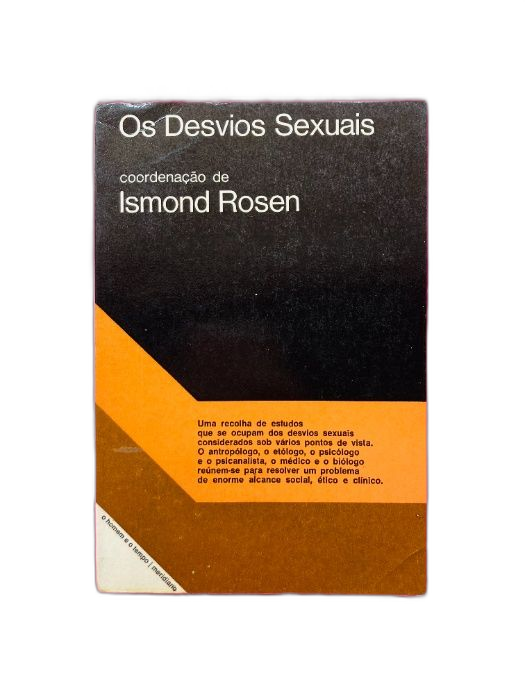 Os Desvios Sexuais
coordenação de
Ismond Rosen
Uma recolha de estudos
que se ocupam dos desvios sexuais
considerados sob vários pontos de vista.
O antropólogo, o etólogo, o psicólogo
e o psicanalista, o médico e o biólogo
reúnem-se para resolver um problema
de enorme alcance social, ético e clínico.
o homem e o tempo | meridiano